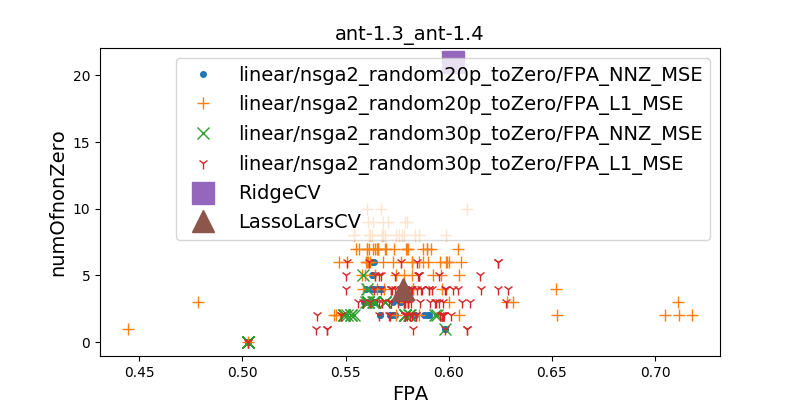 ant-1.3_ant-1.4
numOfnonZero
20
15
10
5
0
linear/nsga2_random20p_toZero/FPA_NNZ_MSE
linear/nsga2_random20p_toZero/FPA_L1_MSE
linear/nsga2_random30p_toZero/FPA_NNZ_MSE
linear/nsga2_random30p_toZero/FPA_L1_MSE
RidgeCV
LassoLarsCV
0.45 0.50 0.55 0.60 0.65 0.70
FPA